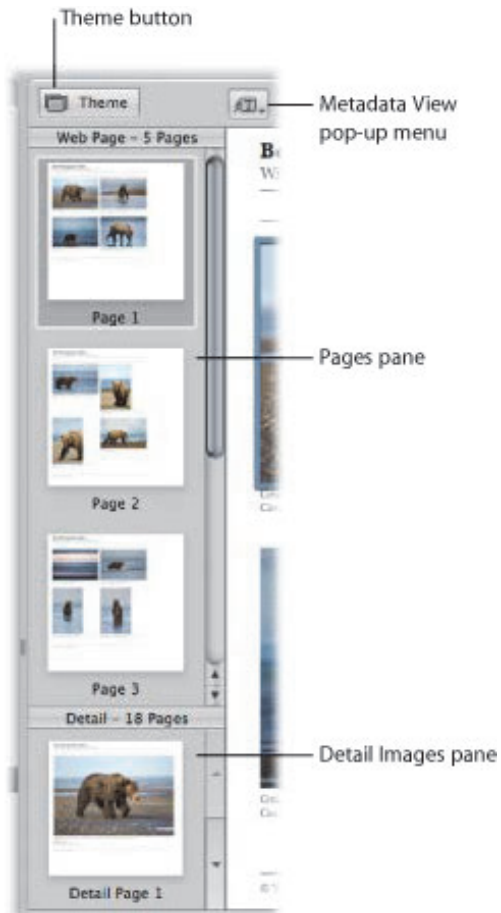 Theme button
Theme
Metadata View
pop-up menu
Web Page – 5 Pages
Page 1
Pages pane
Page 2
Page 3
Detail – 18 Pages
Detail Images pane
Detail Page 1